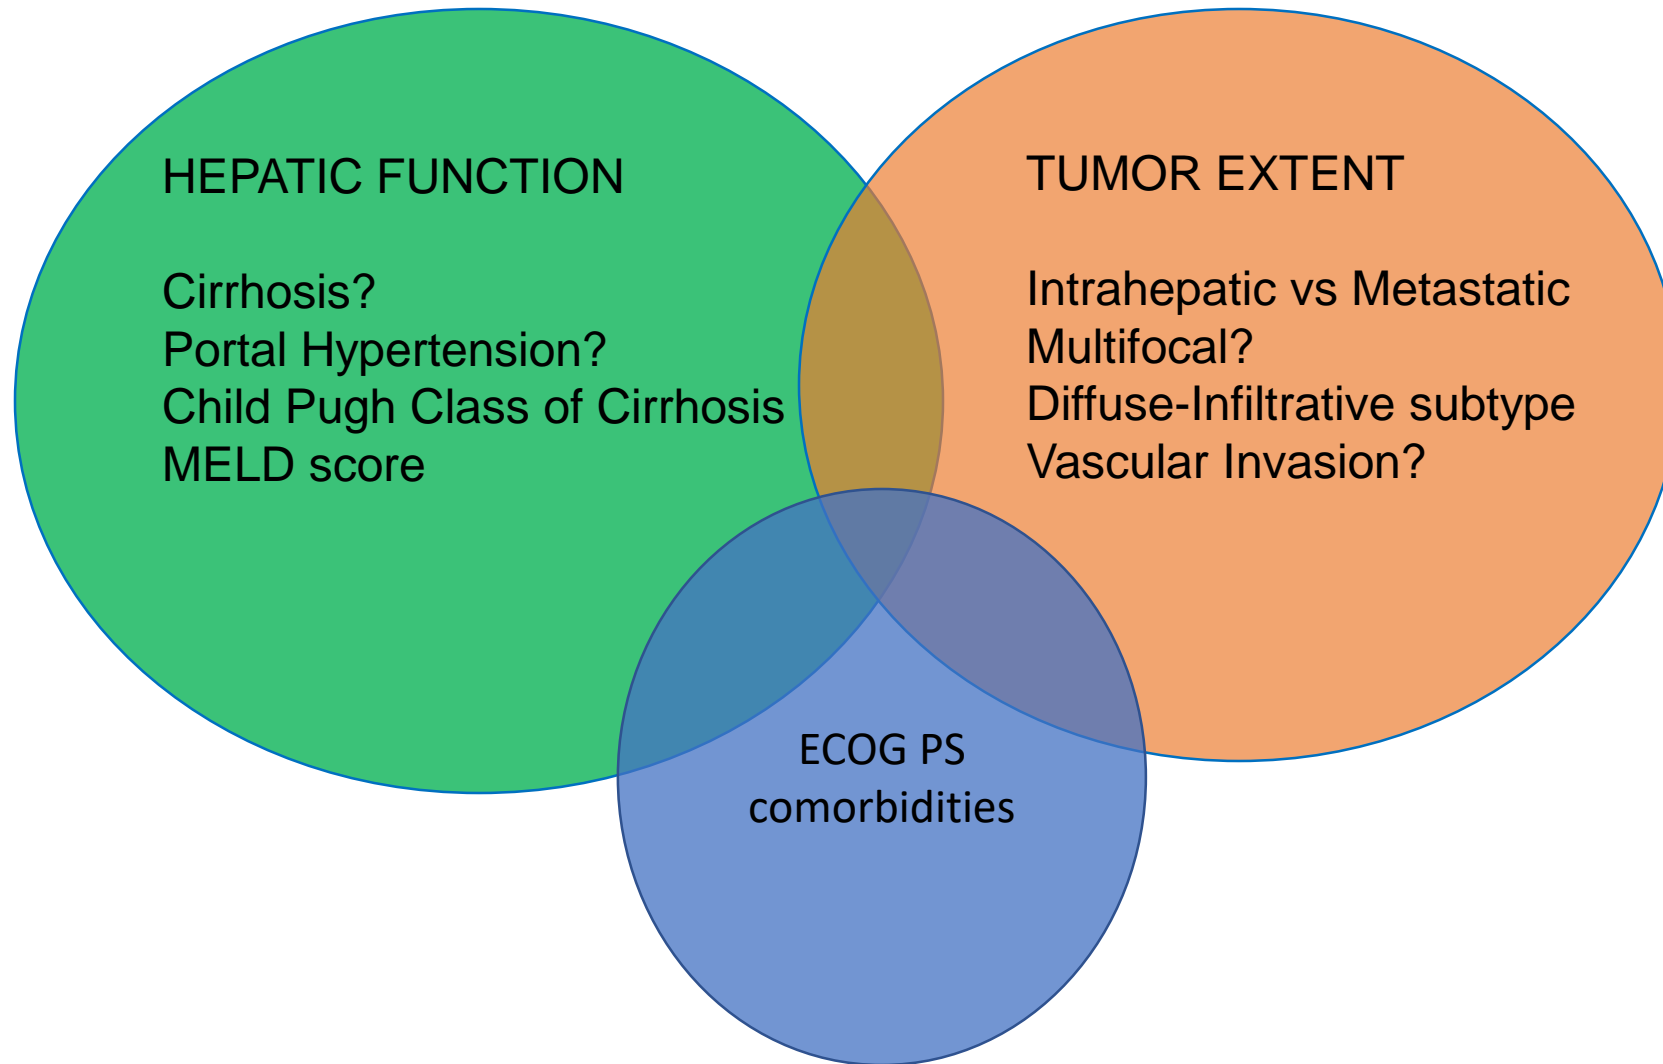 HEPATIC FUNCTION
Cirrhosis?
Portal Hypertension?
Child Pugh Class of Cirrhosis
MELD score
TUMOR EXTENT
Intrahepatic vs Metastatic
Multifocal?
Diffuse-Infiltrative subtype
Vascular Invasion?
ECOG PS
comorbidities